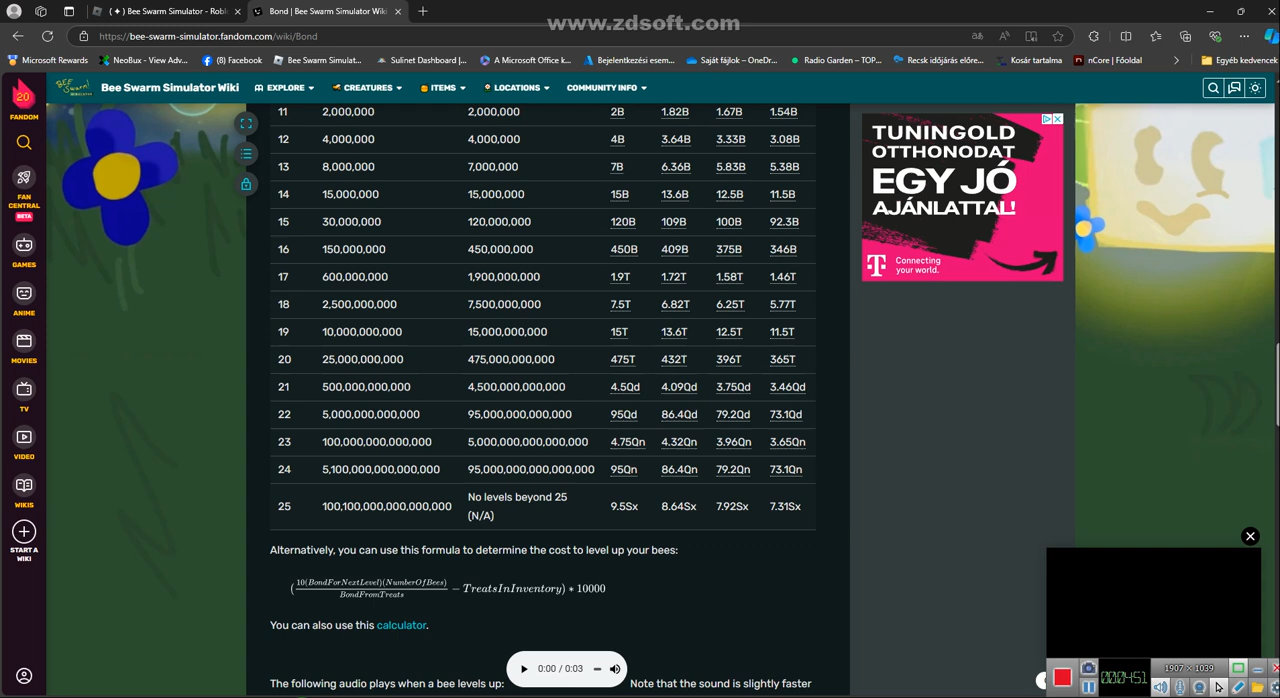 www.zdsoft.com
( ✦ ) Bee Swarm Simulator - Robl
Bond | Bee Swarm Simulator Wiki
https://bee-swarm-simulator.fandom.com/wiki/Bond
Microsoft Rewards
NeoBux - View Adv...
(8) Facebook
Bee Swarm Simulat...
Sulinet Dashboard |...
A Microsoft Office k...
Bejelentkezési esem...
Saját fájlok – OneDr...
Radio Garden – TOP...
Recsk időjárás előre...
Kosár tartalma
nCore | Főoldal
Egyéb kedvencek
20
FANDOM
Bee Swarm Simulator Wiki
EXPLORE
CREATURES
ITEMS
LOCATIONS
COMMUNITY INFO
FAN CENTRAL
BETA
GAMES
ANIME
MOVIES
TV
VIDEO
WIKIS
START A WIKI
11 2,000,000 2,000,000 2B 1.82B 1.67B 1.54B
12 4,000,000 4,000,000 4B 3.64B 3.33B 3.08B
13 8,000,000 7,000,000 7B 6.36B 5.83B 5.38B
14 15,000,000 15,000,000 15B 13.6B 12.5B 11.5B
15 30,000,000 120,000,000 120B 109B 100B 92.3B
16 150,000,000 450,000,000 450B 409B 375B 346B
17 600,000,000 1,900,000,000 1.9T 1.72T 1.58T 1.46T
18 2,500,000,000 7,500,000,000 7.5T 6.82T 6.25T 5.77T
19 10,000,000,000 15,000,000,000 15T 13.6T 12.5T 11.5T
20 25,000,000,000 475,000,000,000 475T 432T 396T 365T
21 500,000,000,000 4,500,000,000,000 4.5Qd 4.09Qd 3.75Qd 3.46Qd
22 5,000,000,000,000 95,000,000,000,000 95Qd 86.4Qd 79.2Qd 73.1Qd
23 100,000,000,000,000 5,000,000,000,000,000 4.75Qn 4.32Qn 3.96Qn 3.65Qn
24 5,100,000,000,000,000 95,000,000,000,000,000 95Qn 86.4Qn 79.2Qn 73.1Qn
25 100,100,000,000,000,000 No levels beyond 25 (N/A) 9.5Sx 8.64Sx 7.92Sx 7.31Sx
Alternatively, you can use this formula to determine the cost to level up your bees:
(10(BondForNextLevel)(NumberOfBees)
BondFromTreats
− TreatsInInventory) * 10000
You can also use this calculator.
0:00 / 0:03
The following audio plays when a bee levels up:
Note that the sound is slightly faster
TUNINGOLD
OTTHONODAT
EGY JÓ
AJÁNLATTAL!
T
Connecting
your world.
1907 × 1039
000451